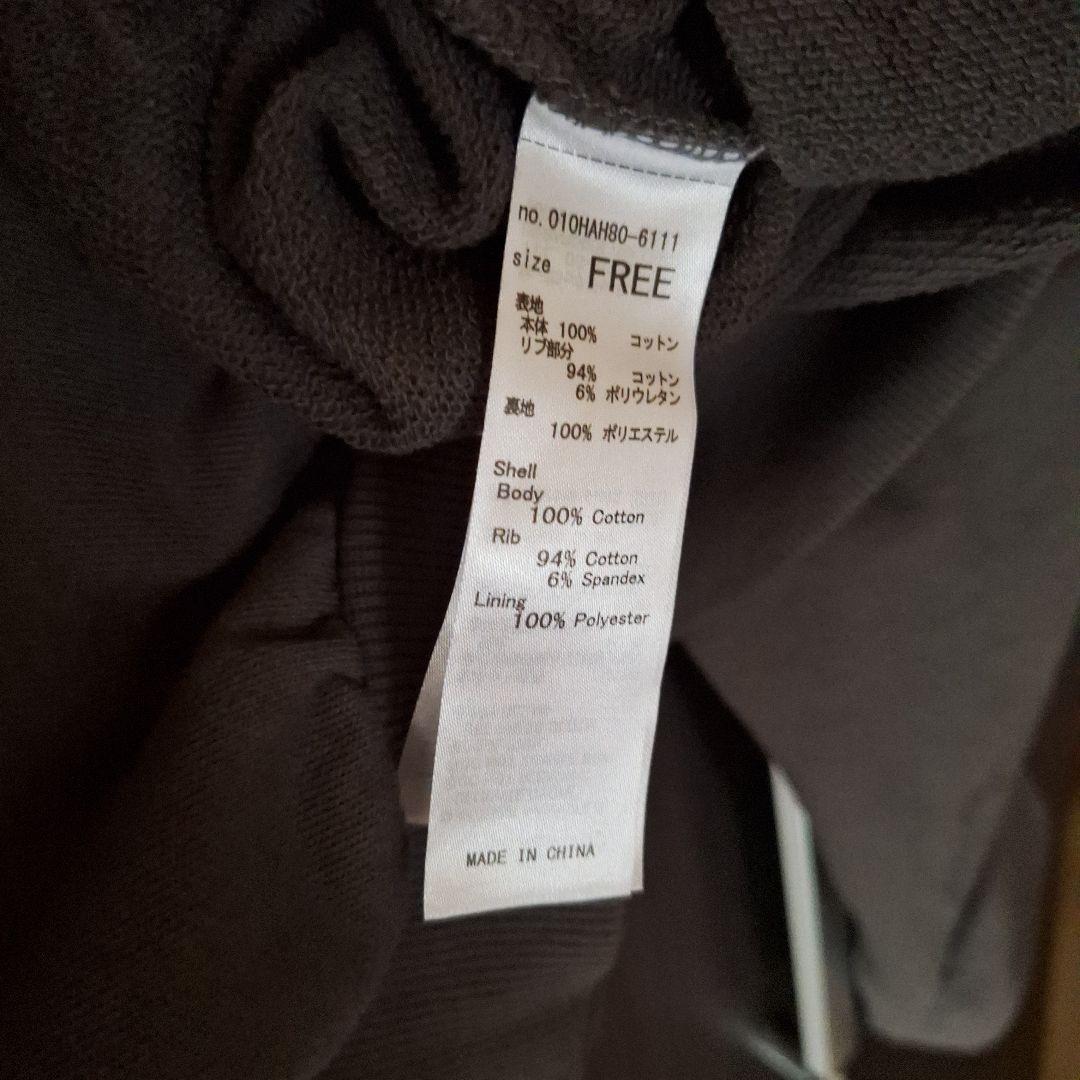 no. 010HAH80-6111
size FREE
表地
本体 100% コットン
リブ部分
94% コットン
6% ポリウレタン
裏地
100% ポリエステル
Shell
Body
100% Cotton
Rib
94% Cotton
6% Spandex
Lining
100% Polyester
MADE IN CHINA